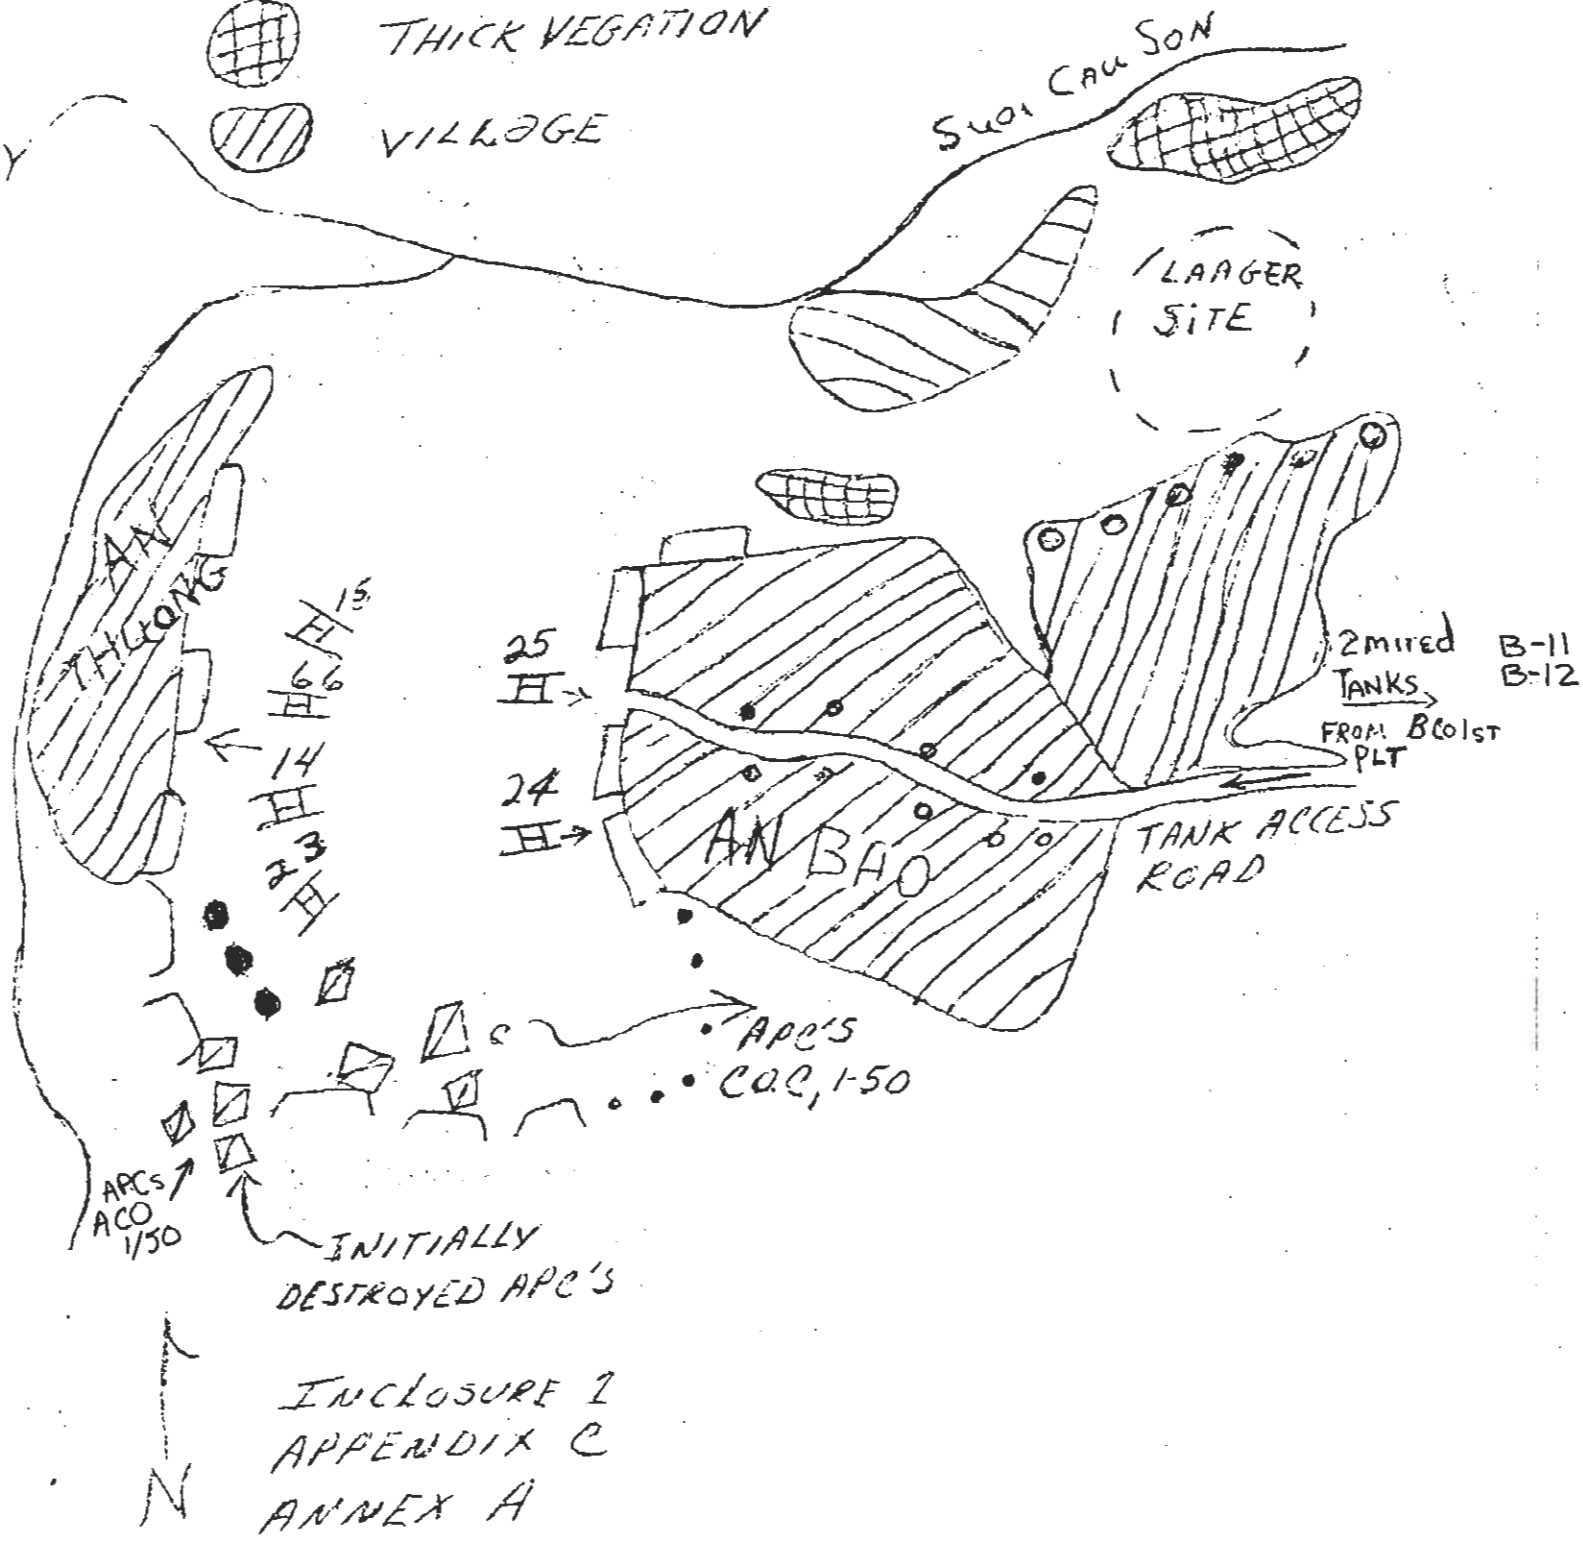 THICK VEGATION
VILLAGE
SUOI CAU SON
LAAGER
SITE
AN
THUONG
15
66
14
23
25
24
2 mired
TANKS
FROM B CO 1ST
PLT
B-11
B-12
TANK ACCESS
ROAD
AN BAO
APC'S
CO.C, 1-50
APCs
A CO
1/50
INITIALLY
DESTROYED APC'S
INCLOSURE 1
APPENDIX C
ANNEX A
N